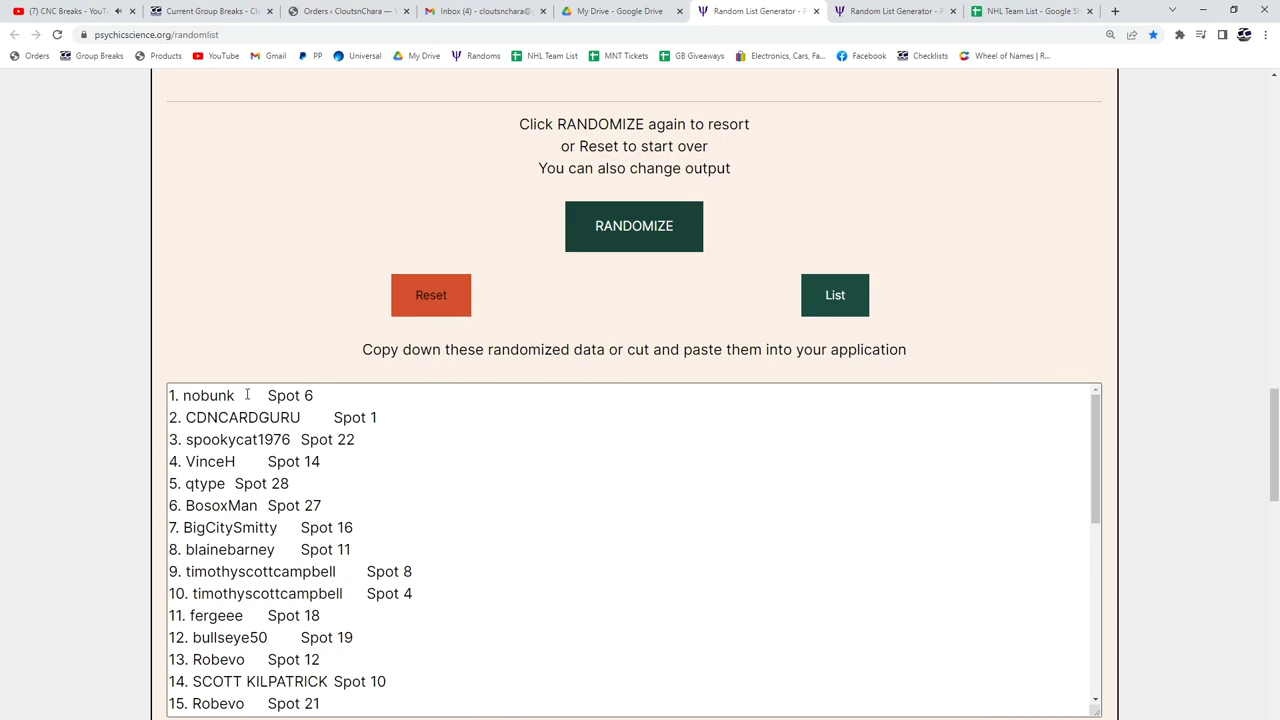 CNC Breaks - YouTu
Current Group Breaks - Cl
Orders ‹ CloutsnChara — V
Inbox (4) - cloutsnchara@g
My Drive - Google Drive
Random List Generator - P
Random List Generator - P
NHL Team List - Google Sh
psychicscience.org/randomlist
Orders
Group Breaks
Products
YouTube
Gmail
PP
Universal
My Drive
Randoms
NHL Team List
MNT Tickets
GB Giveaways
Electronics, Cars, Fa...
Facebook
Checklists
Wheel of Names | R...
Click RANDOMIZE again to resort
or Reset to start over
You can also change output
RANDOMIZE
Reset
List
Copy down these randomized data or cut and paste them into your application
1. nobunk Spot 6
2. CDNCARDGURU Spot 1
3. spookycat1976 Spot 22
4. VinceH Spot 14
5. qtype Spot 28
6. BosoxMan Spot 27
7. BigCitySmitty Spot 16
8. blainebarney Spot 11
9. timothyscottcampbell Spot 8
10. timothyscottcampbell Spot 4
11. fergeee Spot 18
12. bullseye50 Spot 19
13. Robevo Spot 12
14. SCOTT KILPATRICK Spot 10
15. Robevo Spot 21